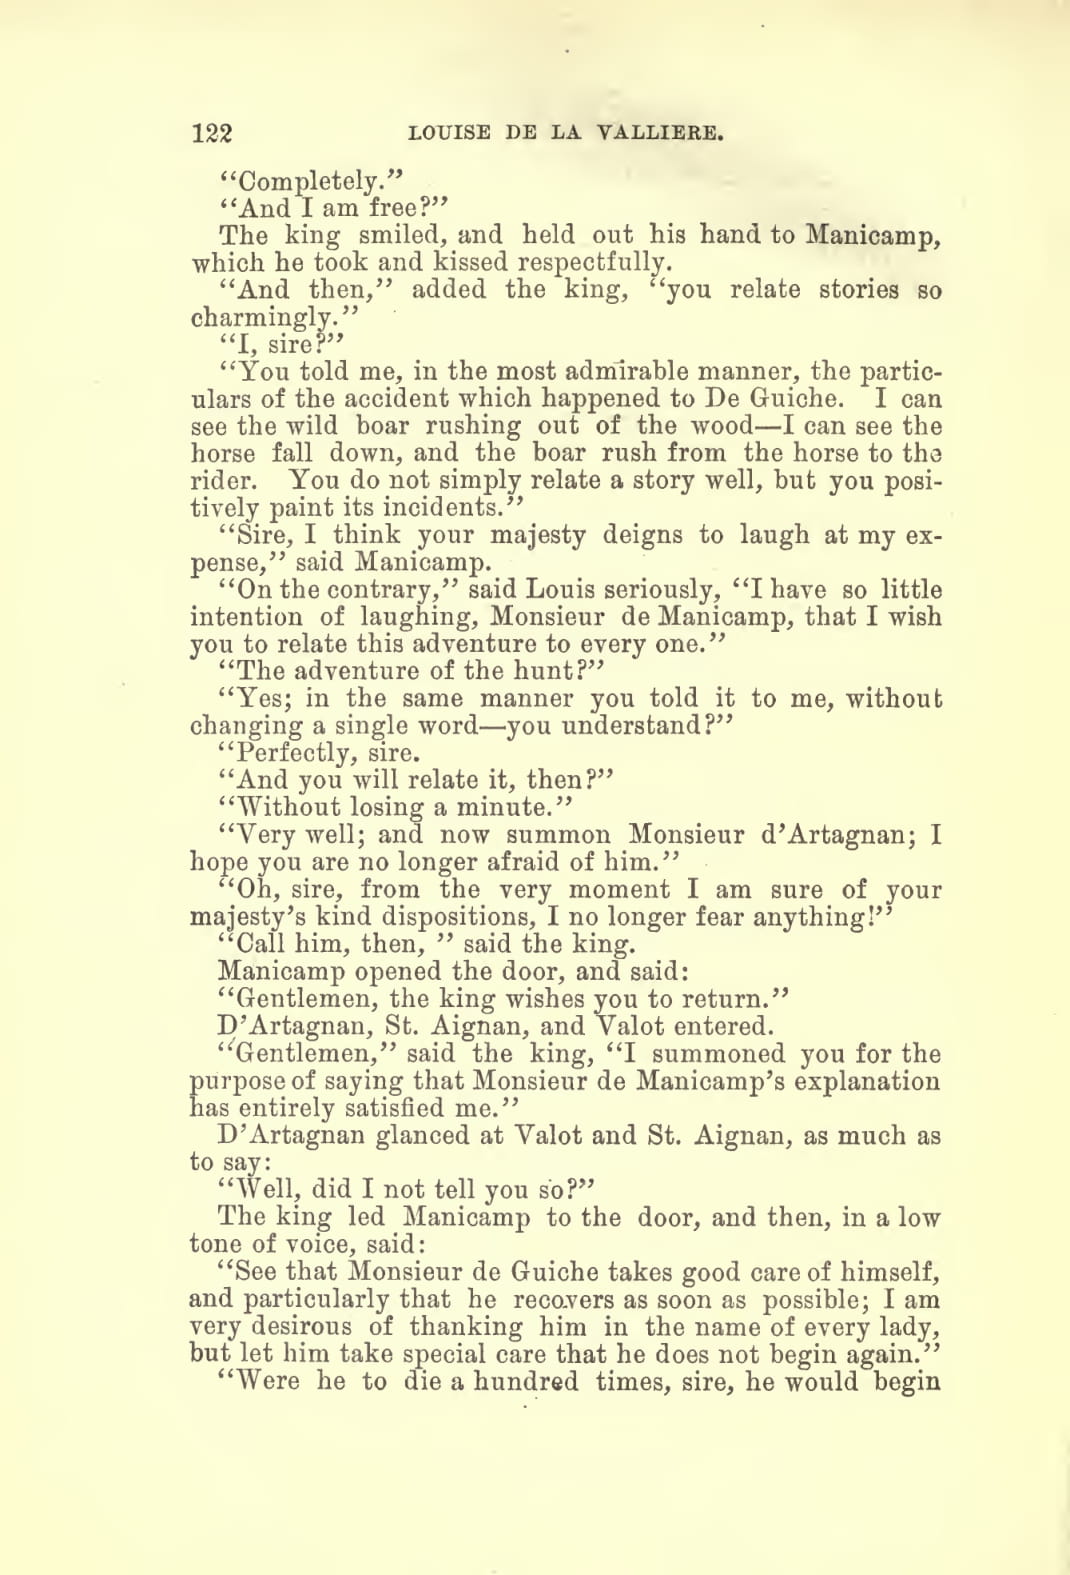 122 LOUISE DE LA VALLIERE.
“Completely.”
“And I am free?”
The king smiled, and held out his hand to Manicamp,
which he took and kissed respectfully.
“And then,” added the king, “you relate stories so
charmingly.”
“I, sire?”
“You told me, in the most admirable manner, the partic-
ulars of the accident which happened to De Guiche. I can
see the wild boar rushing out of the wood—I can see the
horse fall down, and the boar rush from the horse to the
rider. You do not simply relate a story well, but you posi-
tively paint its incidents.”
“Sire, I think your majesty deigns to laugh at my ex-
pense,” said Manicamp.
“On the contrary,” said Louis seriously, “I have so little
intention of laughing, Monsieur de Manicamp, that I wish
you to relate this adventure to every one.”
“The adventure of the hunt?”
“Yes; in the same manner you told it to me, without
changing a single word—you understand?”
“Perfectly, sire.
“And you will relate it, then?”
“Without losing a minute.”
“Very well; and now summon Monsieur d’Artagnan; I
hope you are no longer afraid of him.”
“Oh, sire, from the very moment I am sure of your
majesty’s kind dispositions, I no longer fear anything!”
“Call him, then, ” said the king.
Manicamp opened the door, and said:
“Gentlemen, the king wishes you to return.”
D’Artagnan, St. Aignan, and Valot entered.
“Gentlemen,” said the king, “I summoned you for the
purpose of saying that Monsieur de Manicamp’s explanation
has entirely satisfied me.”
D’Artagnan glanced at Valot and St. Aignan, as much as
to say:
“Well, did I not tell you so?”
The king led Manicamp to the door, and then, in a low
tone of voice, said:
“See that Monsieur de Guiche takes good care of himself,
and particularly that he recovers as soon as possible; I am
very desirous of thanking him in the name of every lady,
but let him take special care that he does not begin again.”
“Were he to die a hundred times, sire, he would begin